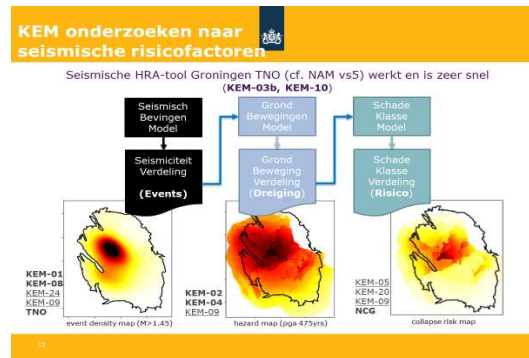 KEM onderzoeken naar
seismische risicofactoren
Seismische HRA-tool Groningen TNO (cf. NAM vs5) werkt en is zeer snel
(KEM-03b, KEM-10)
Seismisch
Bevingen
Model
Grond
Bewegingen
Model
Schade
Klasse
Model
Seismiciteit
Verdeling
(Events)
Grond
Beweging
Verdeling
(Dreiging)
Schade
Klasse
Verdeling
(Risico)
KEM-01
KEM-08
KEM-24
KEM-09
TNO
event density map (M>1.45)
KEM-02
KEM-04
KEM-09
hazard map (pga 475yrs)
KEM-05
KEM-20
KEM-09
NCG
collapse risk map
12